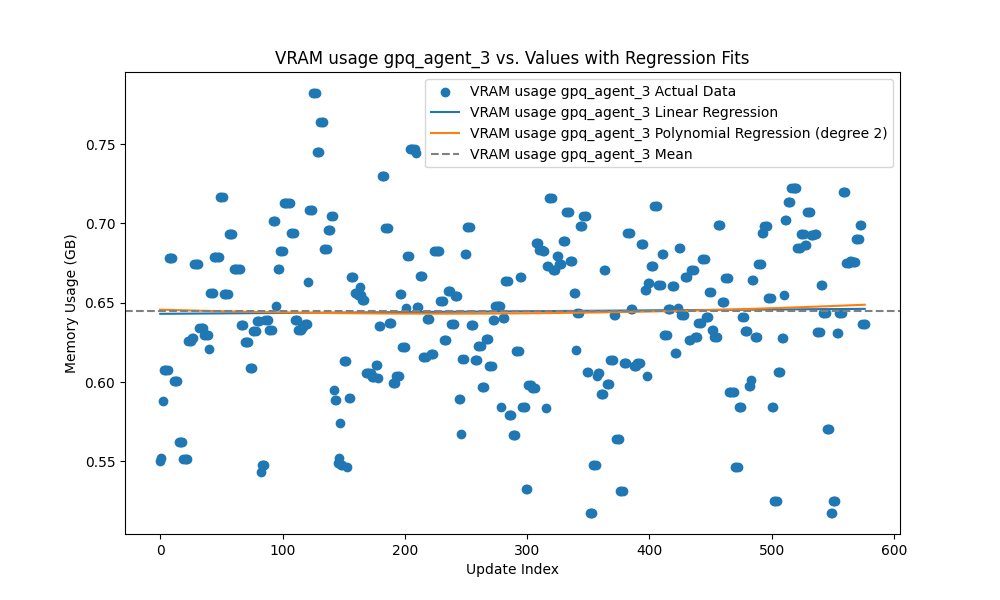 VRAM usage gpq_agent_3 vs. Values with Regression Fits
VRAM usage gpq_agent_3 Actual Data
VRAM usage gpq_agent_3 Linear Regression
VRAM usage gpq_agent_3 Polynomial Regression (degree 2)
VRAM usage gpq_agent_3 Mean
Memory Usage (GB)
0.75
0.70
0.65
0.60
0.55
0 100 200 300 400 500 600
Update Index